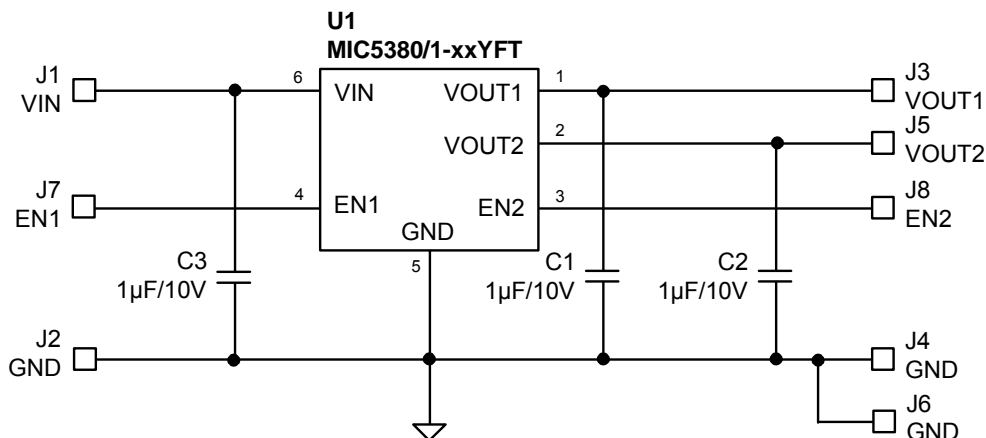 U1
MIC5380/1-xxYFT
J1
VIN
6
VIN
VOUT1
1
J3
VOUT1
VOUT2
2
J5
VOUT2
J7
EN1
4
EN1
EN2
3
J8
EN2
GND
5
C3
1µF/10V
C1
1µF/10V
C2
1µF/10V
J2
GND
J4
GND
J6
GND